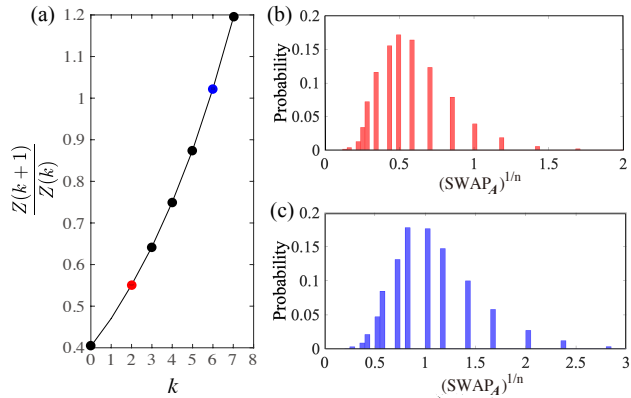 (a)
Z(k + 1)
Z(k)
1.2
1
0.9
0.8
0.7
0.6
0.5
0.4
0 1 2 3 4 5 6 7 8
k
(b)
Probability
0.2
0.15
0.1
0.05
0
0.5 1 1.5 2
(SWAP_A)^{1/n}
(c)
Probability
0.2
0.15
0.1
0.05
0
0 0.5 1 1.5 2 2.5 3
(SWAP_A)^{1/n}